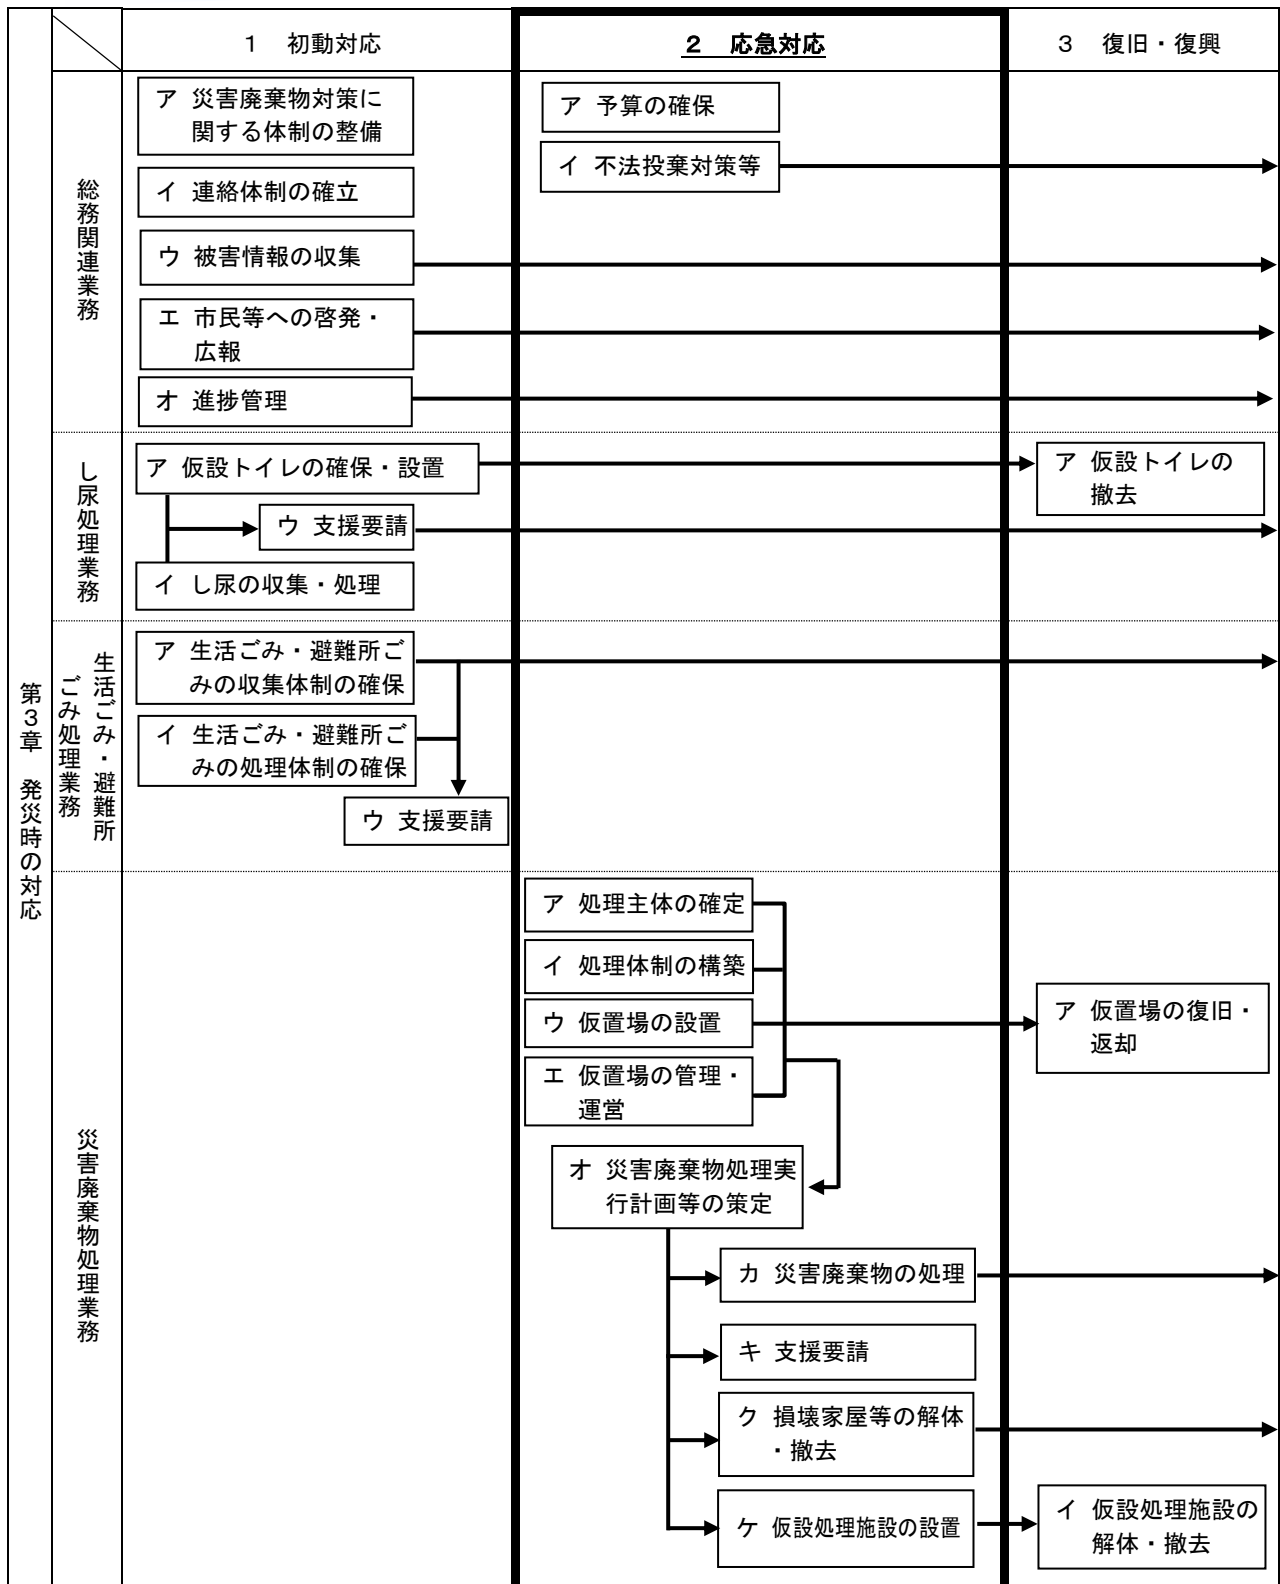 １　初動対応
２　応急対応
３　復旧・復興
第３章　発災時の対応
総務関連業務
ア 災害廃棄物対策に
関する体制の整備
イ 連絡体制の確立
ウ 被害情報の収集
エ 市民等への啓発・
広報
オ 進捗管理
ア 予算の確保
イ 不法投棄対策等
し尿処理業務
ア 仮設トイレの確保・設置
ウ 支援要請
イ し尿の収集・処理
ア 仮設トイレの
撤去
生活ごみ・避難所
ごみ処理業務
ア 生活ごみ・避難所ご
みの収集体制の確保
イ 生活ごみ・避難所ご
みの処理体制の確保
ウ 支援要請
災害廃棄物処理業務
ア 処理主体の確定
イ 処理体制の構築
ウ 仮置場の設置
エ 仮置場の管理・
運営
オ 災害廃棄物処理実
行計画等の策定
カ 災害廃棄物の処理
キ 支援要請
ク 損壊家屋等の解体
・撤去
ケ 仮設処理施設の設置
ア 仮置場の復旧・
返却
イ 仮設処理施設の
解体・撤去